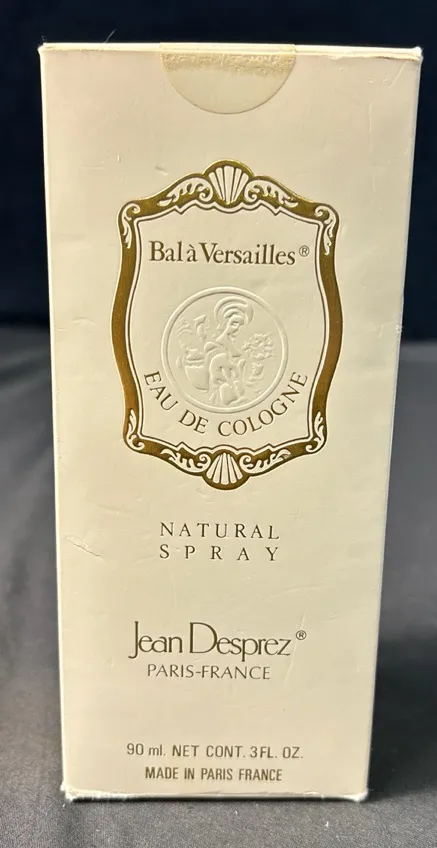 Bal à Versailles®
EAU DE COLOGNE
NATURAL
SPRAY
Jean Desprez®
PARIS-FRANCE
90 ml. NET CONT. 3FL. OZ.
MADE IN PARIS FRANCE